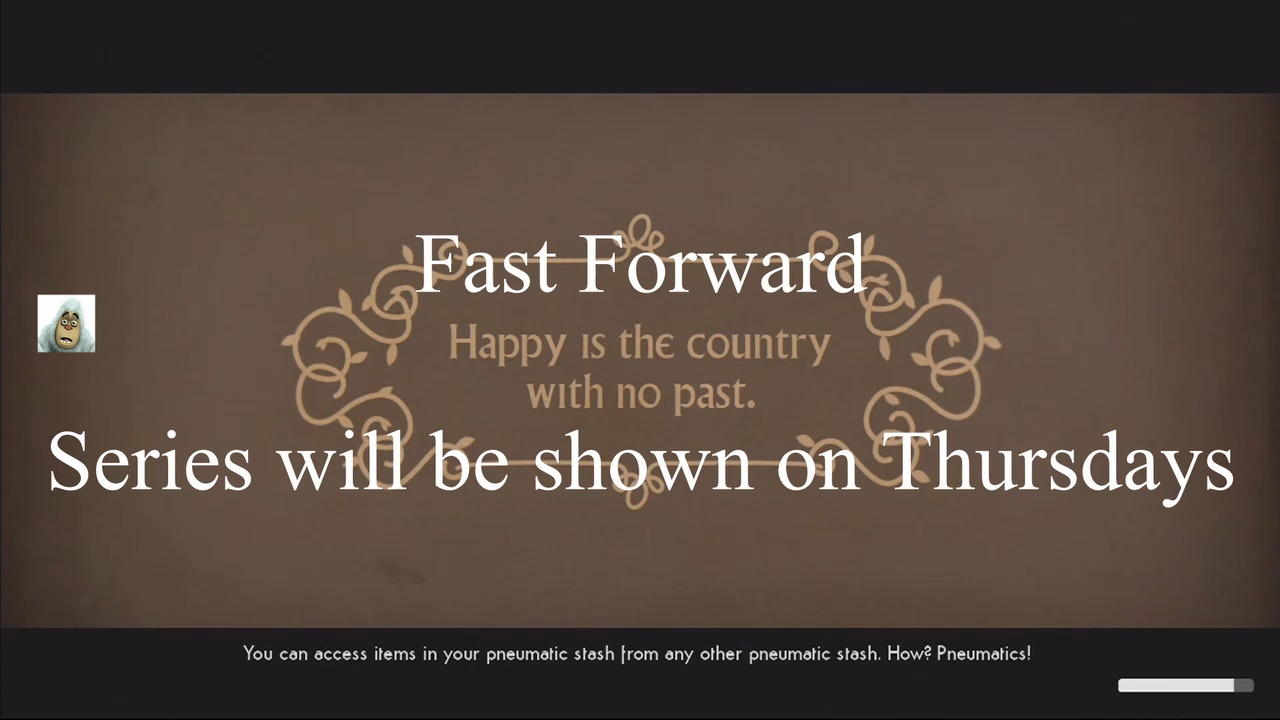 Fast Forward
Happy is the country
with no past.
Series will be shown on Thursdays
You can access items in your pneumatic stash from any other pneumatic stash. How? Pneumatics!